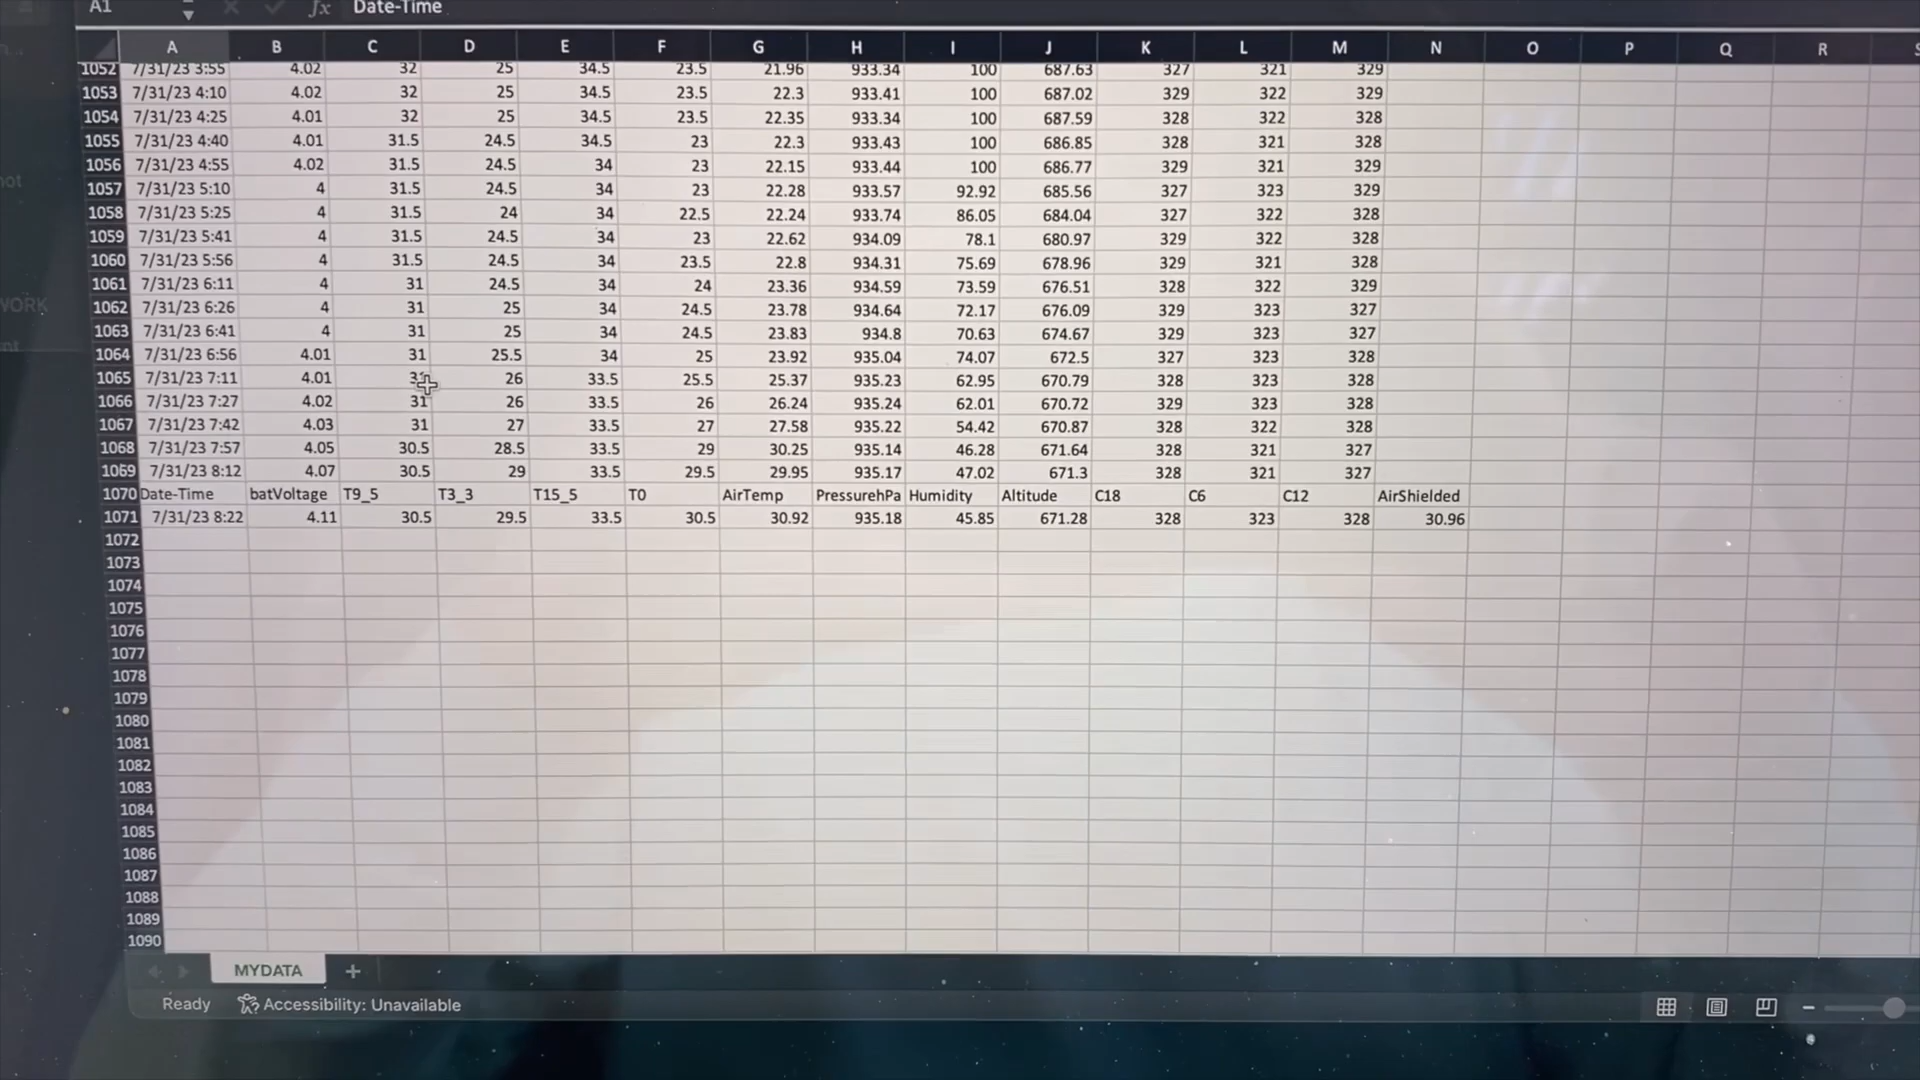 A1 fx Date-Time
A B C D E F G H I J K L M N O P Q R S
1052 7/31/23 3:55 4.02 32 25 34.5 23.5 21.96 933.34 100 687.63 327 321 329
1053 7/31/23 4:10 4.02 32 25 34.5 23.5 22.3 933.41 100 687.02 329 322 329
1054 7/31/23 4:25 4.01 32 25 34.5 23.5 22.35 933.34 100 687.59 328 322 328
1055 7/31/23 4:40 4.01 31.5 24.5 34.5 23 22.3 933.43 100 686.85 328 321 328
1056 7/31/23 4:55 4.02 31.5 24.5 34 23 22.15 933.44 100 686.77 329 321 329
1057 7/31/23 5:10 4 31.5 24.5 34 23 22.28 933.57 92.92 685.56 327 323 329
1058 7/31/23 5:25 4 31.5 24 34 22.5 22.24 933.74 86.05 684.04 327 322 328
1059 7/31/23 5:41 4 31.5 24.5 34 23 22.62 934.09 78.1 680.97 329 322 328
1060 7/31/23 5:56 4 31.5 24.5 34 23.5 22.8 934.31 75.69 678.96 329 321 328
1061 7/31/23 6:11 4 31 24.5 34 24 23.36 934.59 73.59 676.51 328 322 329
1062 7/31/23 6:26 4 31 25 34 24.5 23.78 934.64 72.17 676.09 329 323 327
1063 7/31/23 6:41 4 31 25 34 24.5 23.83 934.8 70.63 674.67 329 323 327
1064 7/31/23 6:56 4.01 31 25.5 34 25 23.92 935.04 74.07 672.5 327 323 328
1065 7/31/23 7:11 4.01 26 33.5 25.5 25.37 935.23 62.95 670.79 328 323 328
1066 7/31/23 7:27 4.02 31 26 33.5 26 26.24 935.24 62.01 670.72 329 323 328
1067 7/31/23 7:42 4.03 31 27 33.5 27 27.58 935.22 54.42 670.87 328 322 328
1068 7/31/23 7:57 4.05 30.5 28.5 33.5 29 30.25 935.14 46.28 671.64 328 321 327
1069 7/31/23 8:12 4.07 30.5 29 33.5 29.5 29.95 935.17 47.02 671.3 328 321 327
1070 Date-Time batVoltage T9_5 T3_3 T15_5 T0 AirTemp PressurehPa Humidity Altitude C18 C6 C12 AirShielded
1071 7/31/23 8:22 4.11 30.5 29.5 33.5 30.5 30.92 935.18 45.85 671.28 328 323 328 30.96
1072
1073
1074
1075
1076
1077
1078
1079
1080
1081
1082
1083
1084
1085
1086
1087
1088
1089
1090
MYDATA +
Ready Accessibility: Unavailable